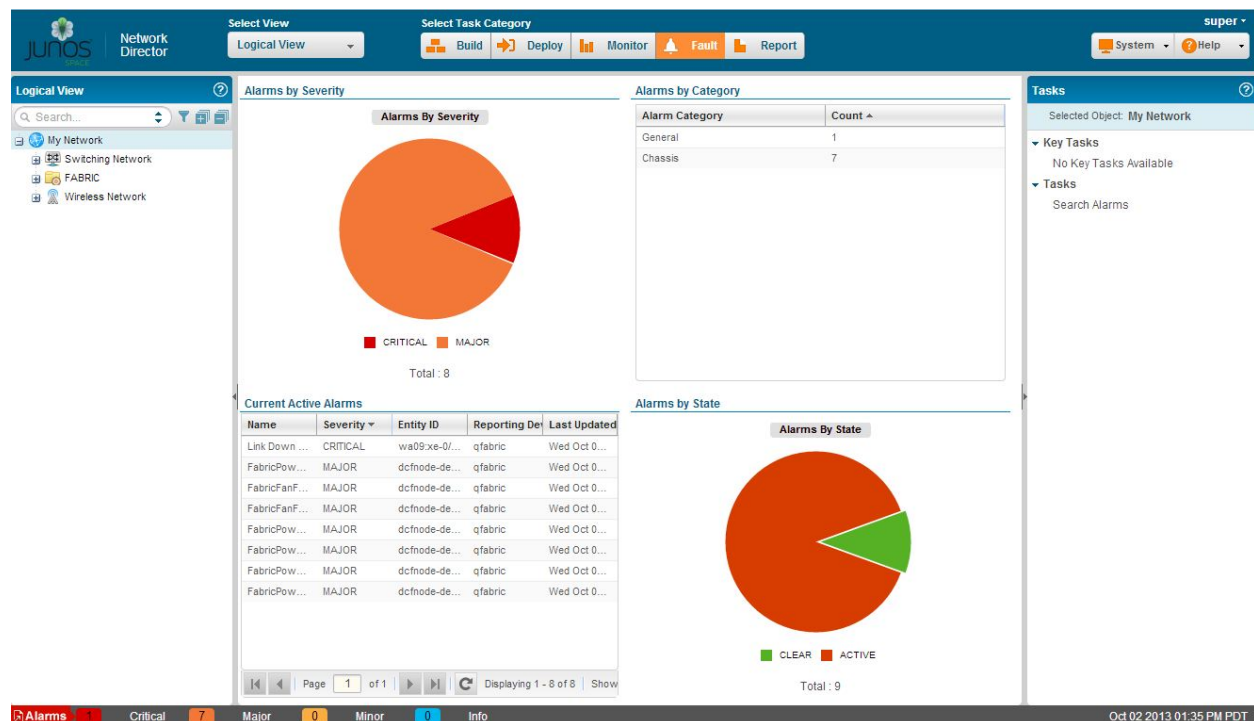 JUNOS
SPACE
Network
Director
Select View
Logical View
Select Task Category
Build
Deploy
Monitor
Fault
Report
super
System
Help
Logical View
Search...
My Network
Switching Network
FABRIC
Wireless Network
Alarms by Severity
Alarms By Severity
CRITICAL MAJOR
Total : 8
Alarms by Category
Alarm Category Count
General 1
Chassis 7
Current Active Alarms
Name Severity Entity ID Reporting Dev Last Updated
Link Down ... CRITICAL wa09:xe-0/... qfabric Wed Oct 0...
FabricPow... MAJOR dcfnode-de... qfabric Wed Oct 0...
FabricFanF... MAJOR dcfnode-de... qfabric Wed Oct 0...
FabricFanF... MAJOR dcfnode-de... qfabric Wed Oct 0...
FabricPow... MAJOR dcfnode-de... qfabric Wed Oct 0...
FabricPow... MAJOR dcfnode-de... qfabric Wed Oct 0...
FabricPow... MAJOR dcfnode-de... qfabric Wed Oct 0...
FabricPow... MAJOR dcfnode-de... qfabric Wed Oct 0...
Page 1 of 1 Displaying 1 - 8 of 8 Show
Alarms by State
Alarms By State
CLEAR ACTIVE
Total : 9
Tasks
Selected Object: My Network
Key Tasks
No Key Tasks Available
Tasks
Search Alarms
Alarms 1 Critical 7 Major 0 Minor 0 Info
Oct 02 2013 01:35 PM PDT